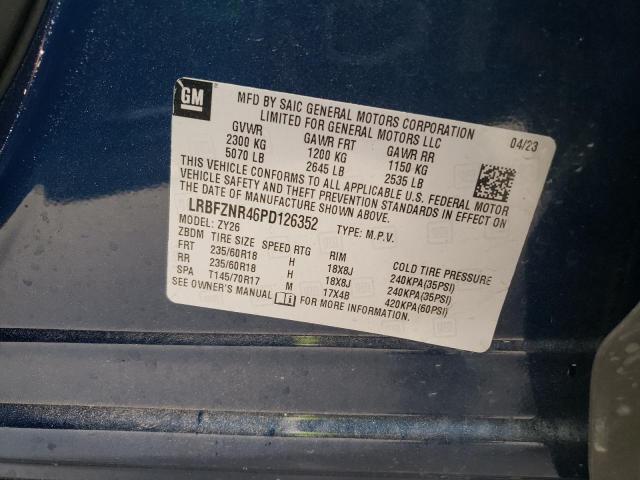 GM
MFD BY SAIC GENERAL MOTORS CORPORATION
LIMITED FOR GENERAL MOTORS LLC
04/23
GVWR GAWR FRT GAWR RR
2300 KG 1200 KG 1150 KG
5070 LB 2645 LB 2535 LB
THIS VEHICLE CONFORMS TO ALL APPLICABLE U.S. FEDERAL MOTOR
VEHICLE SAFETY AND THEFT PREVENTION STANDARDS IN EFFECT ON
THE DATE OF MANUFACTURE SHOWN ABOVE.
LRBFZNR46PD126352 TYPE: M.P.V.
MODEL: ZY26
ZBDM TIRE SIZE SPEED RTG RIM COLD TIRE PRESSURE
FRT 235/60R18 H 18X8J 240KPA(35PSI)
RR 235/60R18 H 18X8J 240KPA(35PSI)
SPA T145/70R17 M 17X4B 420KPA(60PSI)
SEE OWNER'S MANUAL FOR MORE INFORMATION.